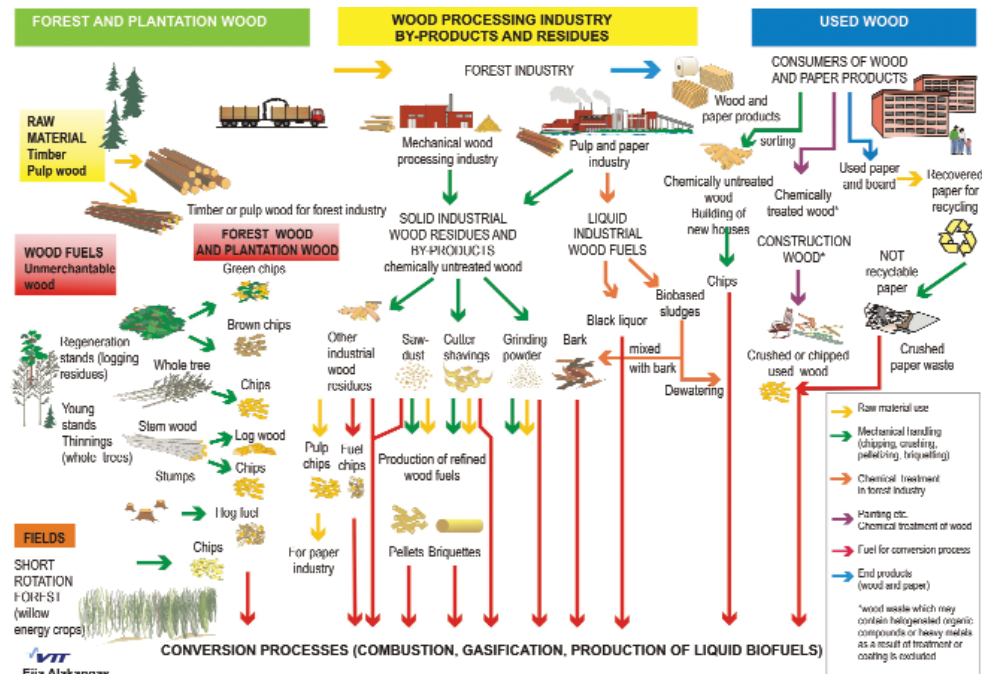 FOREST AND PLANTATION WOOD
WOOD PROCESSING INDUSTRY
BY-PRODUCTS AND RESIDUES
USED WOOD
RAW
MATERIAL
Timber
Pulp wood
Timber or pulp wood for forest industry
FOREST INDUSTRY
Mechanical wood
processing industry
Pulp and paper
industry
Wood and
paper products
CONSUMERS OF WOOD
AND PAPER PRODUCTS
sorting
Chemically untreated
wood
Building of
new houses
Chemically
treated wood*
Used paper
and board
Recovered
paper for
recycling
WOOD FUELS
Unmerchantable
wood
FOREST WOOD
AND PLANTATION WOOD
Green chips
Brown chips
Regeneration
stands (logging
residues)
Whole tree
Chips
Young
stands
Thinnings
(whole trees)
Stem wood
Log wood
Chips
Stumps
Hog fuel
FIELDS
SHORT
ROTATION
FOREST
(willow
energy crops)
Chips
SOLID INDUSTRIAL
WOOD RESIDUES AND
BY-PRODUCTS
chemically untreated wood
LIQUID
INDUSTRIAL
WOOD FUELS
Other
industrial
wood
residues
Saw-
dust
Cutter
shavings
Grinding
powder
Bark
Black liquor
Biobased
sludges
mixed
with bark
Dewatering
Chips
Pulp
chips
Fuel
chips
Production of refined
wood fuels
Pellets
Briquettes
For paper
industry
CONSTRUCTION
WOOD*
NOT
recyclable
paper
Crushed or chipped
used wood
Crushed
paper waste
Raw material use
Mechanical handling
(chipping, crushing,
pelletizing, briquetting)
Chemical treatment
In forest industry
Painting etc.
Chemical treatment of wood
Fuel for conversion process
End products
(wood and paper)
*wood waste which may
contain halogenated organic
compounds or heavy metals
as a result of treatment or
coating is excluded
CONVERSION PROCESSES (COMBUSTION, GASIFICATION, PRODUCTION OF LIQUID BIOFUELS)
VTT